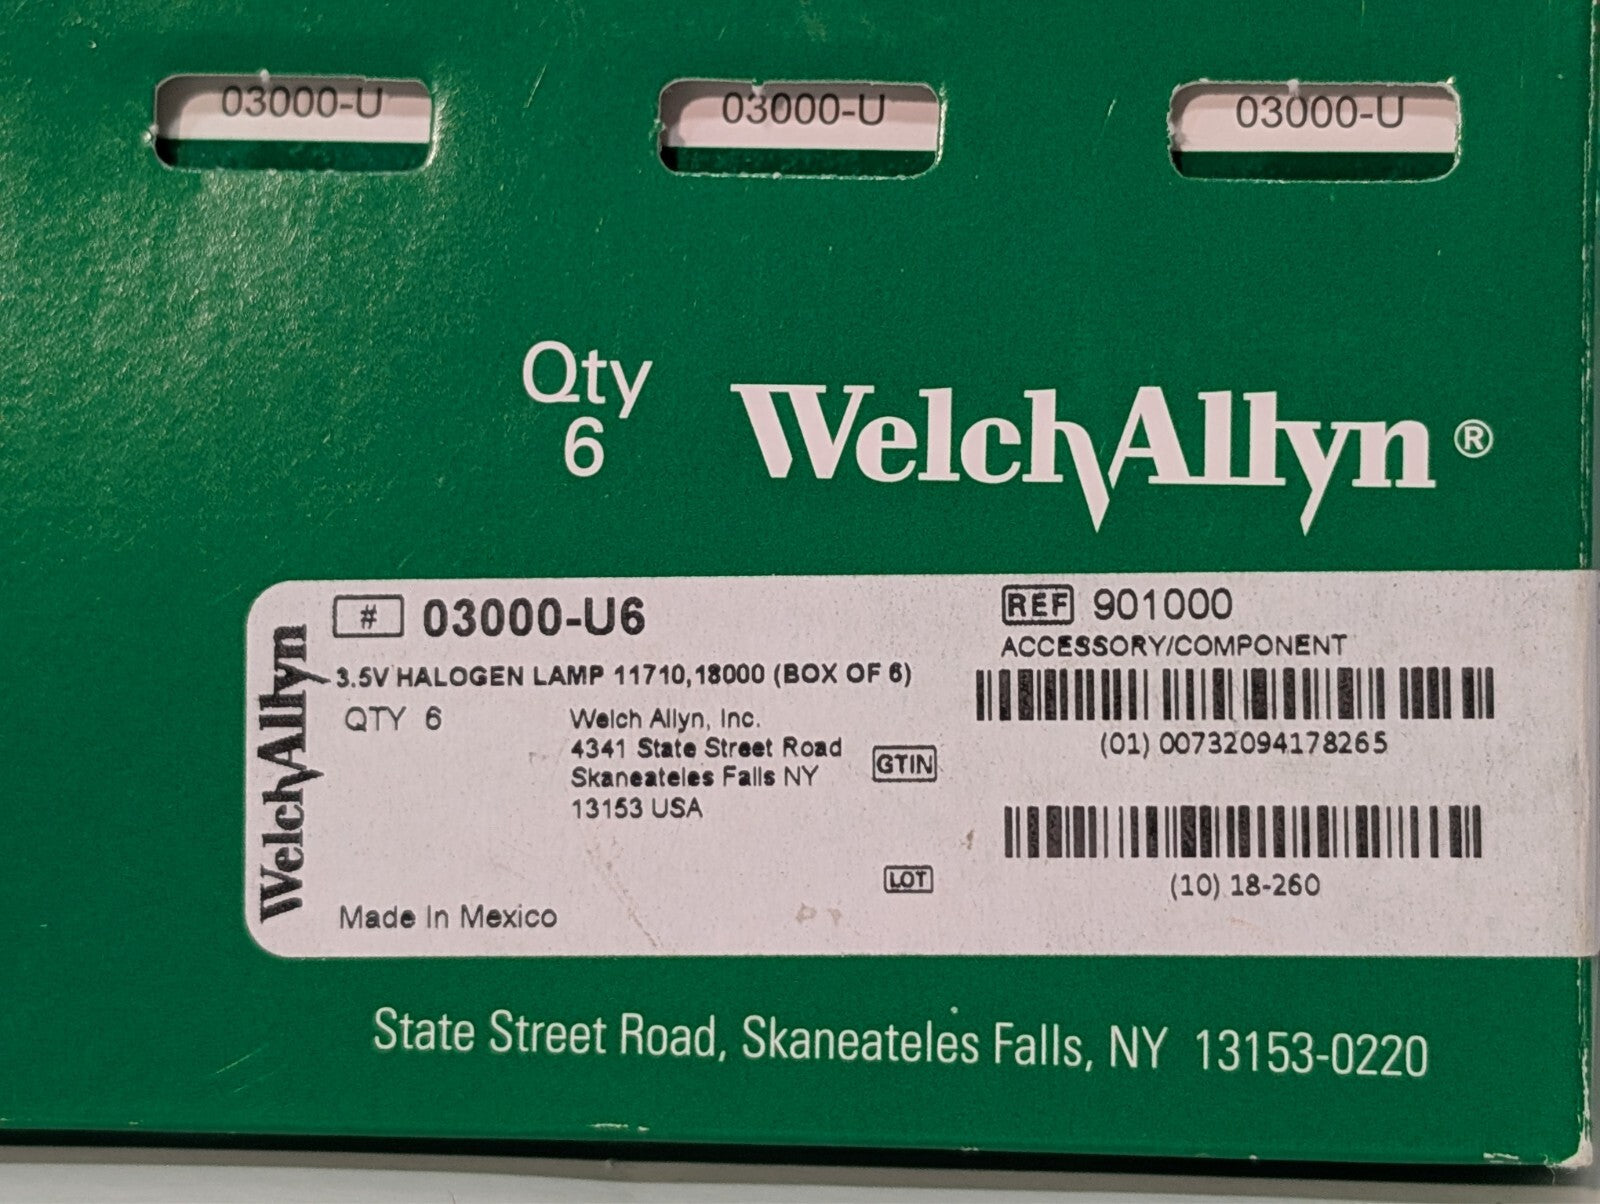 03000-U 03000-U 03000-U
Qty
6
WelchAllyn®
WelchAllyn
# 03000-U6
3.5V HALOGEN LAMP 11710,18000 (BOX OF 6)
QTY 6
Welch Allyn, Inc.
4341 State Street Road
Skaneateles Falls NY
13153 USA
Made In Mexico
REF 901000
ACCESSORY/COMPONENT
GTIN
(01) 00732094178265
LOT
(10) 18-260
State Street Road, Skaneateles Falls, NY 13153-0220